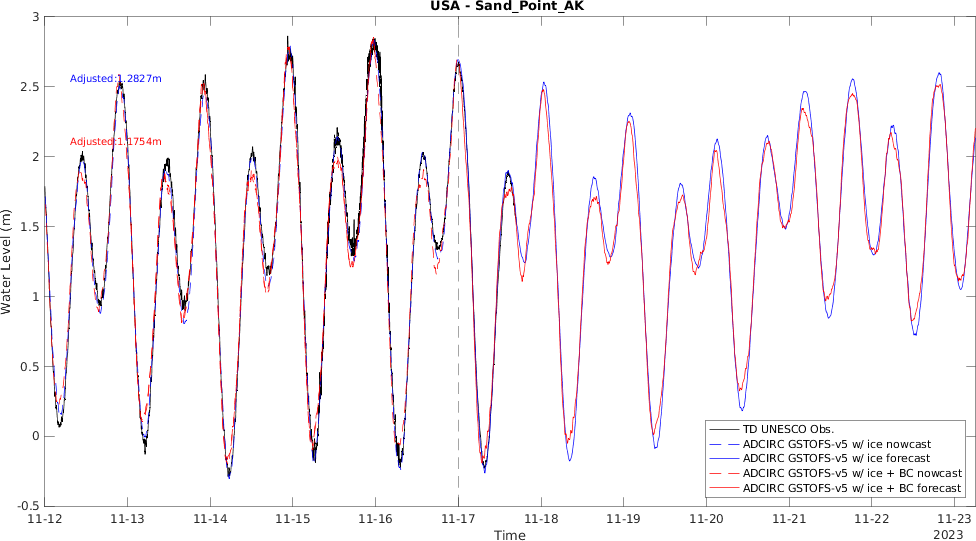 USA - Sand_Point_AK
3
2.5
2
1.5
1
0.5
0
-0.5
Water Level (m)
Adjusted:1.2827m
Adjusted:1.1754m
TD UNESCO Obs.
ADCIRC GSTOFS-v5 w/ ice nowcast
ADCIRC GSTOFS-v5 w/ ice forecast
ADCIRC GSTOFS-v5 w/ ice + BC nowcast
ADCIRC GSTOFS-v5 w/ ice + BC forecast
11-12 11-13 11-14 11-15 11-16 11-17 11-18 11-19 11-20 11-21 11-22 11-23
Time
2023